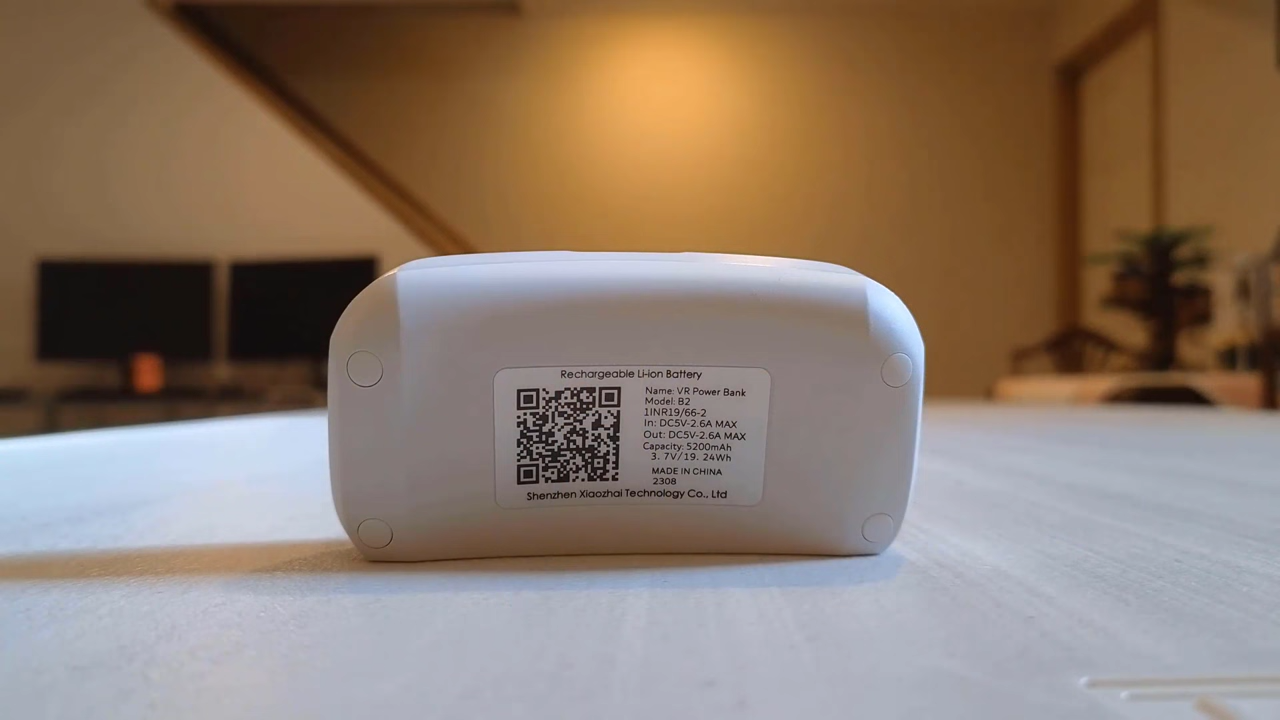 Rechargeable Li-ion Battery
Name: VR Power Bank
Model: B2
1INR19/66-2
In: DC5V-2.6A MAX
Out: DC5V-2.6A MAX
Capacity: 5200mAh
3. 7V/19. 24Wh
MADE IN CHINA
2308
Shenzhen Xiaozhai Technology Co., Ltd